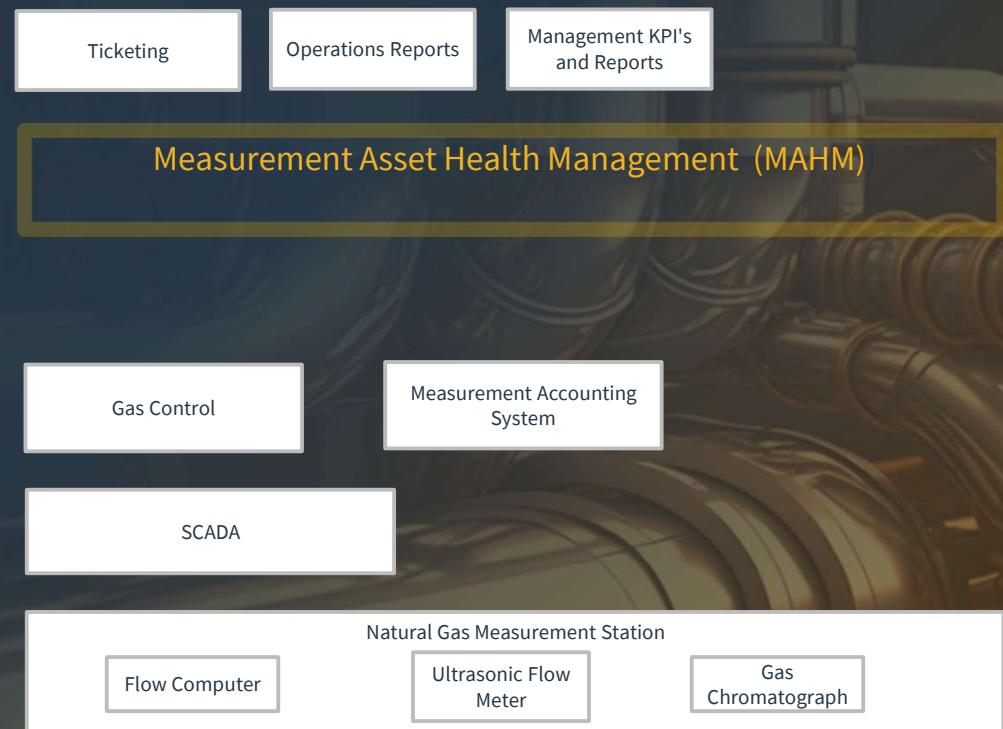 Ticketing
Operations Reports
Management KPI's
and Reports
Measurement Asset Health Management (MAHM)
Gas Control
Measurement Accounting
System
SCADA
Natural Gas Measurement Station
Flow Computer
Ultrasonic Flow
Meter
Gas
Chromatograph